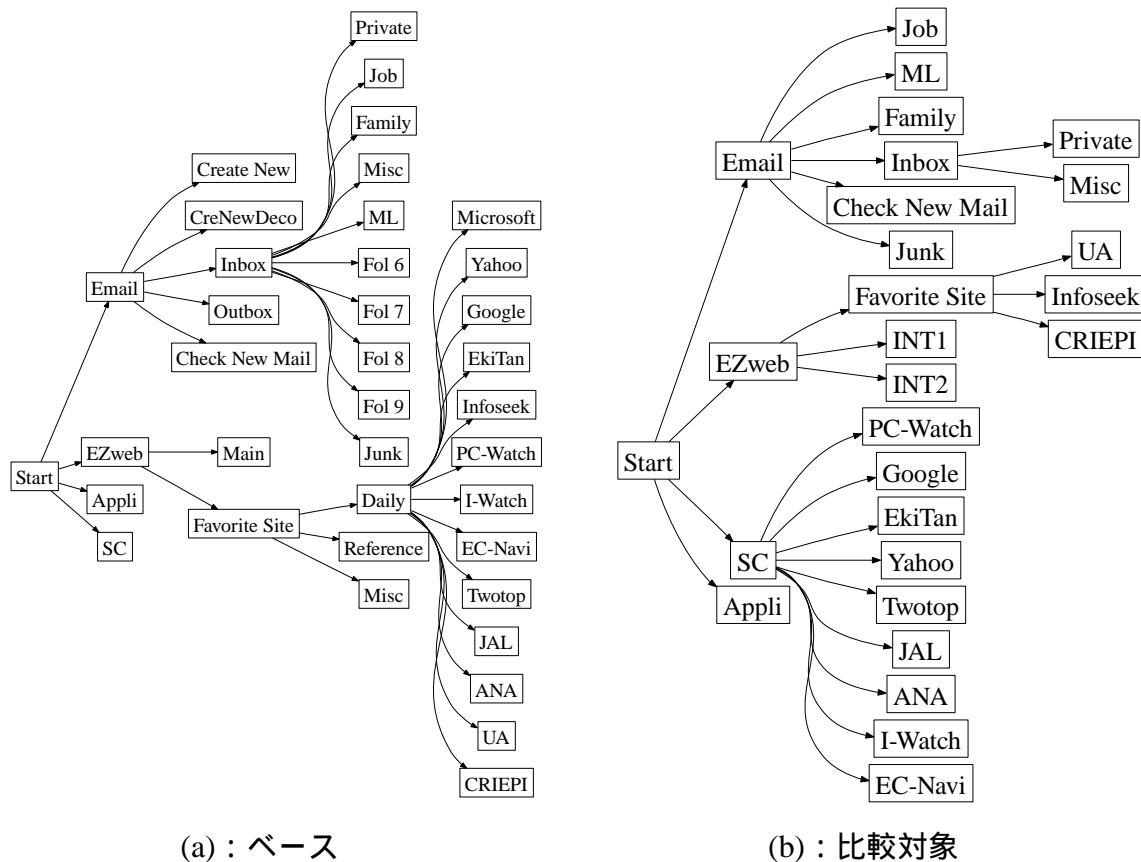 Private
Job
Family
Misc
ML
Fol 6
Fol 7
Fol 8
Fol 9
Junk
Create New
CreNewDeco
Inbox
Email
Outbox
Check New Mail
Microsoft
Yahoo
Google
EkiTan
Infoseek
PC-Watch
I-Watch
EC-Navi
Twotop
JAL
ANA
UA
CRIEPI
Start
EZweb
Main
Appli
SC
Favorite Site
Daily
Reference
Misc
(a)：ベース
Job
ML
Family
Email
Inbox
Private
Misc
Check New Mail
Junk
UA
Favorite Site
Infoseek
CRIEPI
INT1
EZweb
INT2
Start
PC-Watch
Google
EkiTan
SC
Yahoo
Appli
Twotop
JAL
ANA
I-Watch
EC-Navi
(b)：比較対象